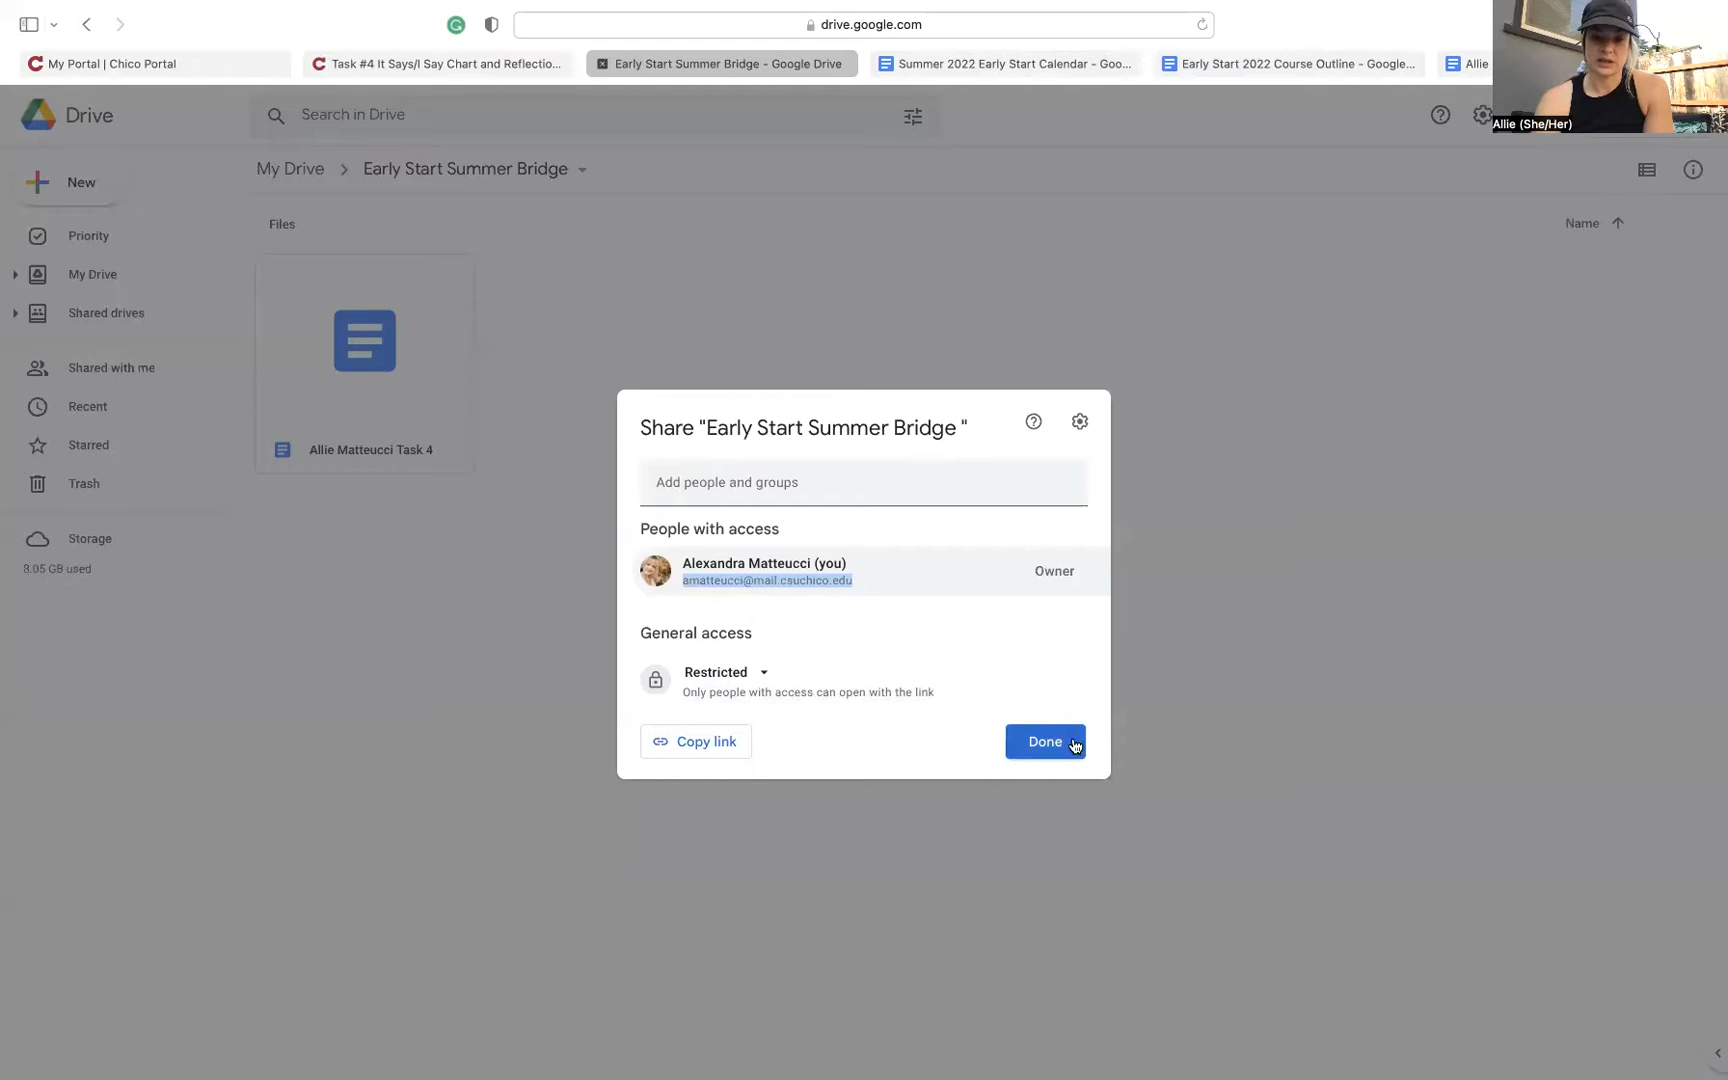 drive.google.com
My Portal | Chico Portal
Task #4 It Says/I Say Chart and Reflectio...
Early Start Summer Bridge - Google Drive
Summer 2022 Early Start Calendar - Goo...
Early Start 2022 Course Outline - Google...
Allie
Allie (She/Her)
Drive
Search in Drive
My Drive
Early Start Summer Bridge
New
Files
Name
Priority
My Drive
Shared drives
Shared with me
Recent
Starred
Trash
Storage
8.05 GB used
Allie Matteucci Task 4
Share "Early Start Summer Bridge "
Add people and groups
People with access
Alexandra Matteucci (you)
amatteucci@mail.csuchico.edu
Owner
General access
Restricted
Only people with access can open with the link
Copy link
Done